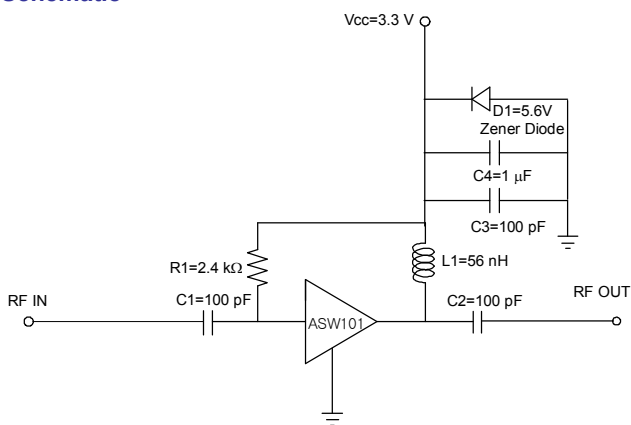 Schematic
Vcc=3.3 V
D1=5.6V
Zener Diode
C4=1 μF
C3=100 pF
R1=2.4 kΩ
L1=56 nH
RF IN
C1=100 pF
ASW101
C2=100 pF
RF OUT